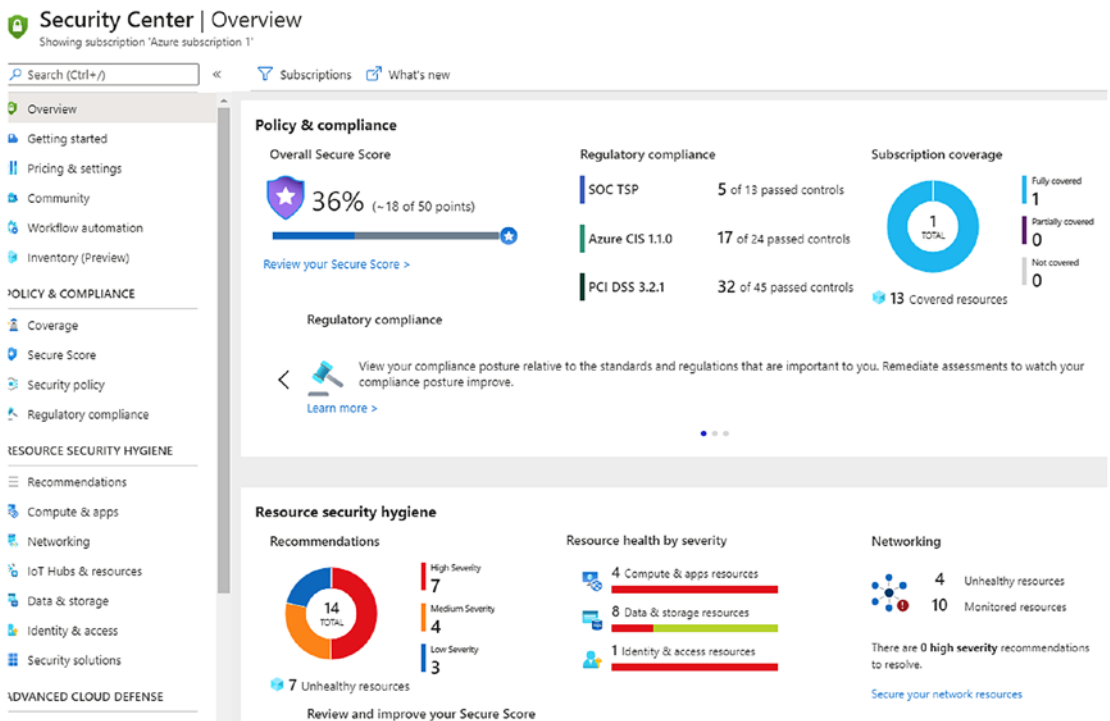 Security Center | Overview
Showing subscription 'Azure subscription 1'
Search (Ctrl+/)
«
Subscriptions
What's new
Overview
Getting started
Pricing & settings
Community
Workflow automation
Inventory (Preview)
POLICY & COMPLIANCE
Coverage
Secure Score
Security policy
Regulatory compliance
RESOURCE SECURITY HYGIENE
Recommendations
Compute & apps
Networking
IoT Hubs & resources
Data & storage
Identity & access
Security solutions
ADVANCED CLOUD DEFENSE
Policy & compliance
Overall Secure Score
36% (~18 of 50 points)
Review your Secure Score >
Regulatory compliance
SOC TSP 5 of 13 passed controls
Azure CIS 1.1.0 17 of 24 passed controls
PCI DSS 3.2.1 32 of 45 passed controls
Subscription coverage
1
TOTAL
Fully covered
1
Partially covered
0
Not covered
0
13 Covered resources
Regulatory compliance
View your compliance posture relative to the standards and regulations that are important to you. Remediate assessments to watch your
compliance posture improve.
Learn more >
Resource security hygiene
Recommendations
14
TOTAL
High Severity
7
Medium Severity
4
Low Severity
3
7 Unhealthy resources
Resource health by severity
4 Compute & apps resources
8 Data & storage resources
1 Identity & access resources
Networking
4 Unhealthy resources
10 Monitored resources
There are 0 high severity recommendations
to resolve.
Secure your network resources
Review and improve your Secure Score